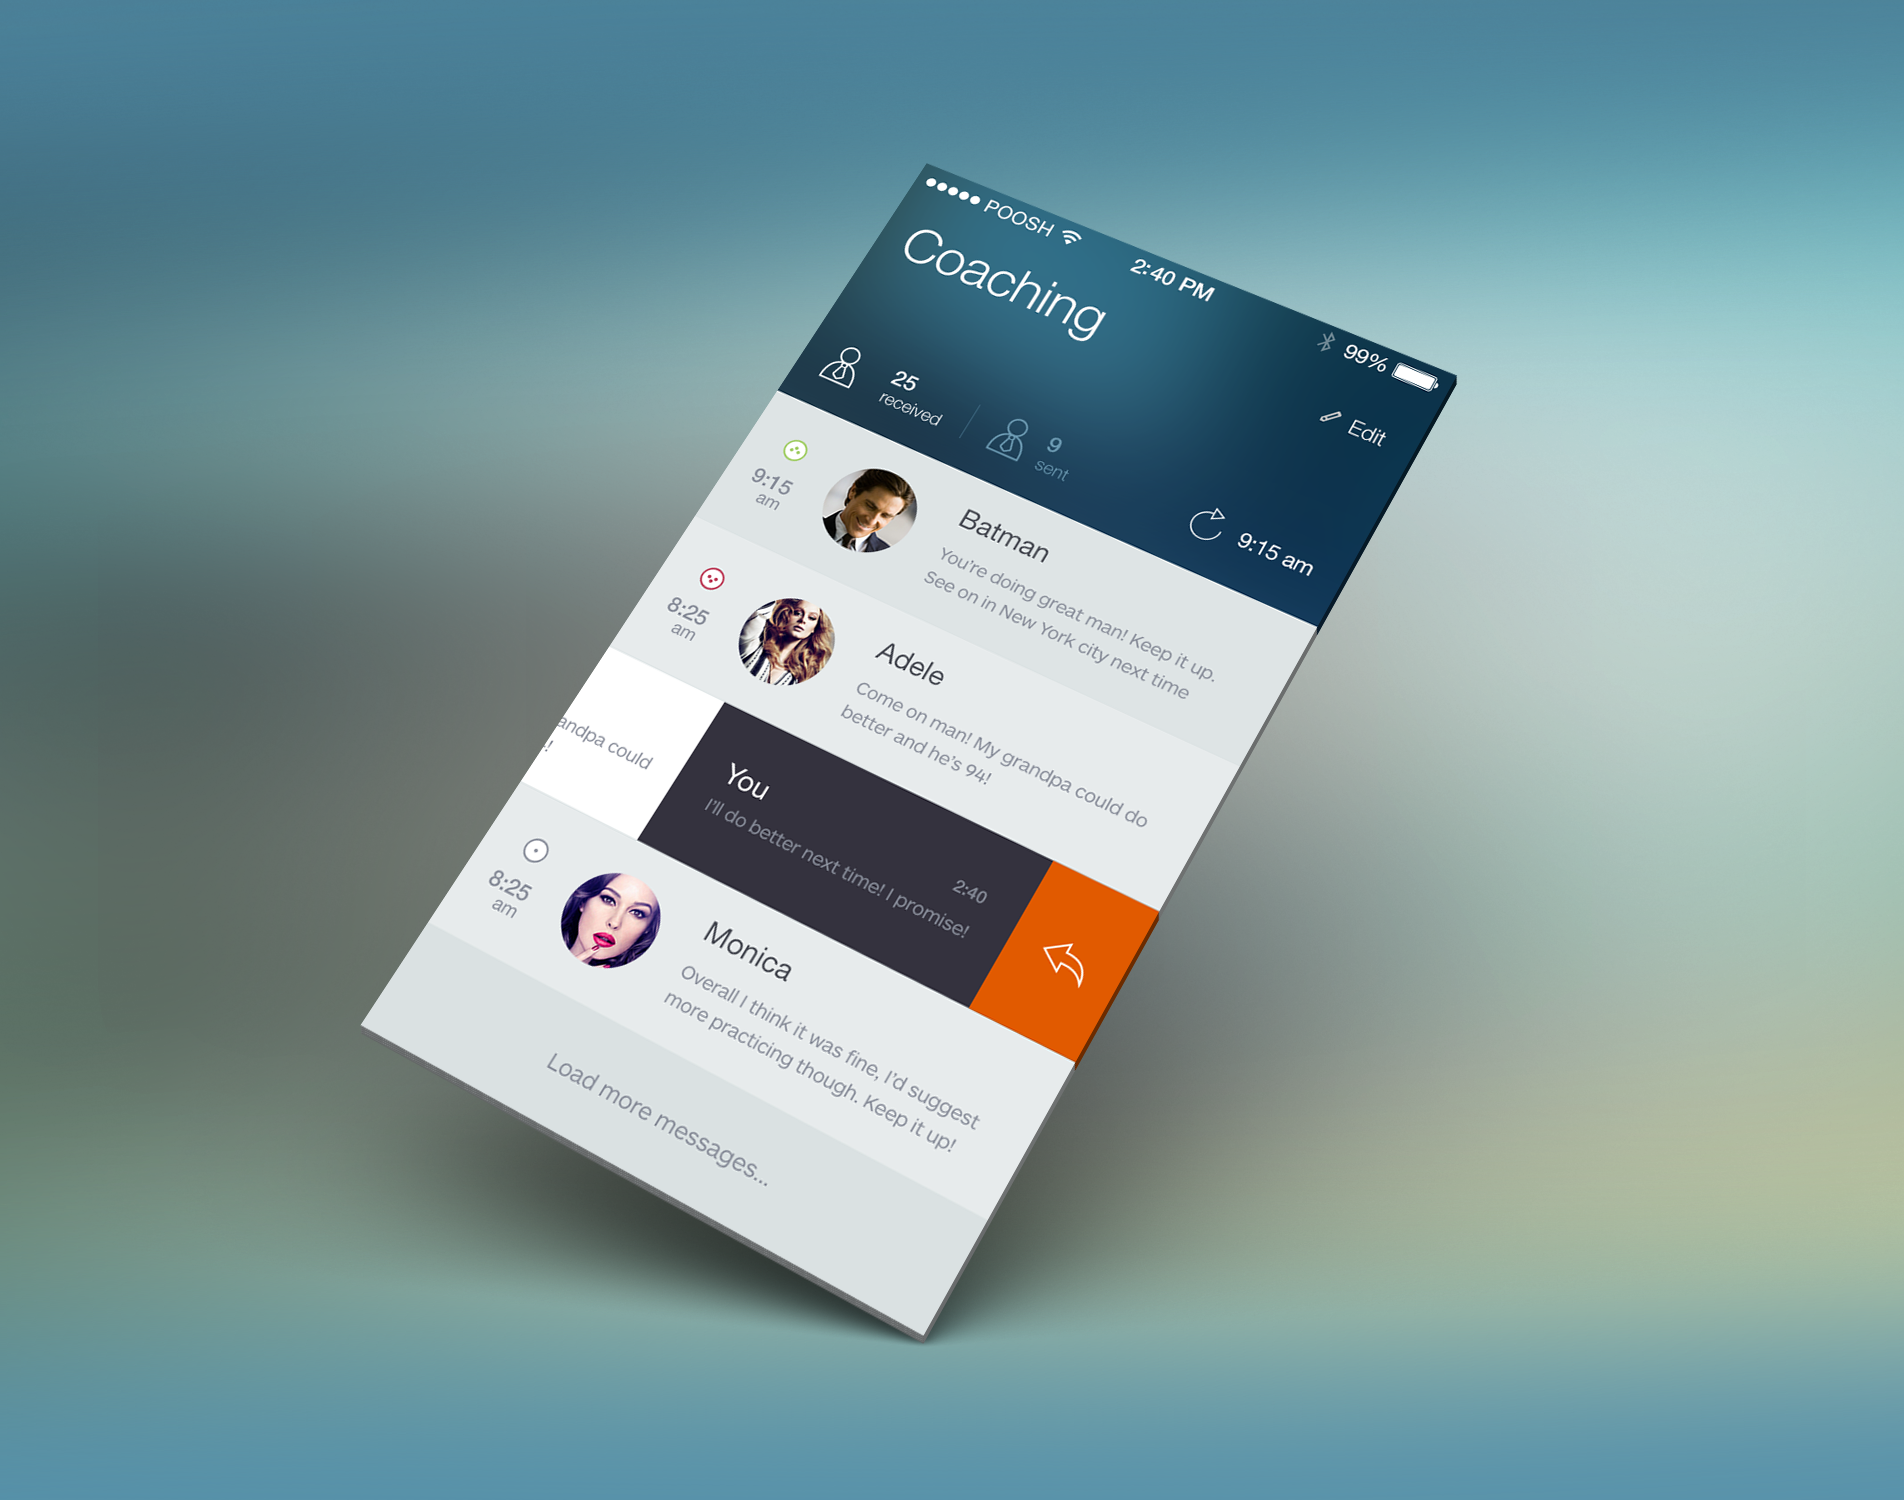 POOSH
2:40 PM
99%
Coaching
Edit
25
received
9
sent
9:15 am
9:15
am
Batman
You're doing great man! Keep it up.
See on in New York city next time
8:25
am
Adele
Come on man! My grandpa could do
better and he's 94!
andpa could
!
You
2:40
I'll do better next time! I promise!
8:25
am
Monica
Overall I think it was fine, I'd suggest
more practicing though. Keep it up!
Load more messages...